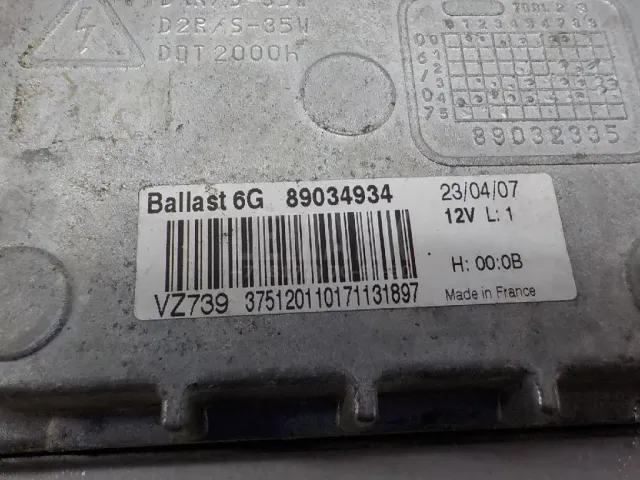 D2R/S-35W
DOT2000h
89032335
Ballast 6G 89034934 23/04/07
12V L: 1
H: 00:0B
VZ739 375120110171131897 Made in France